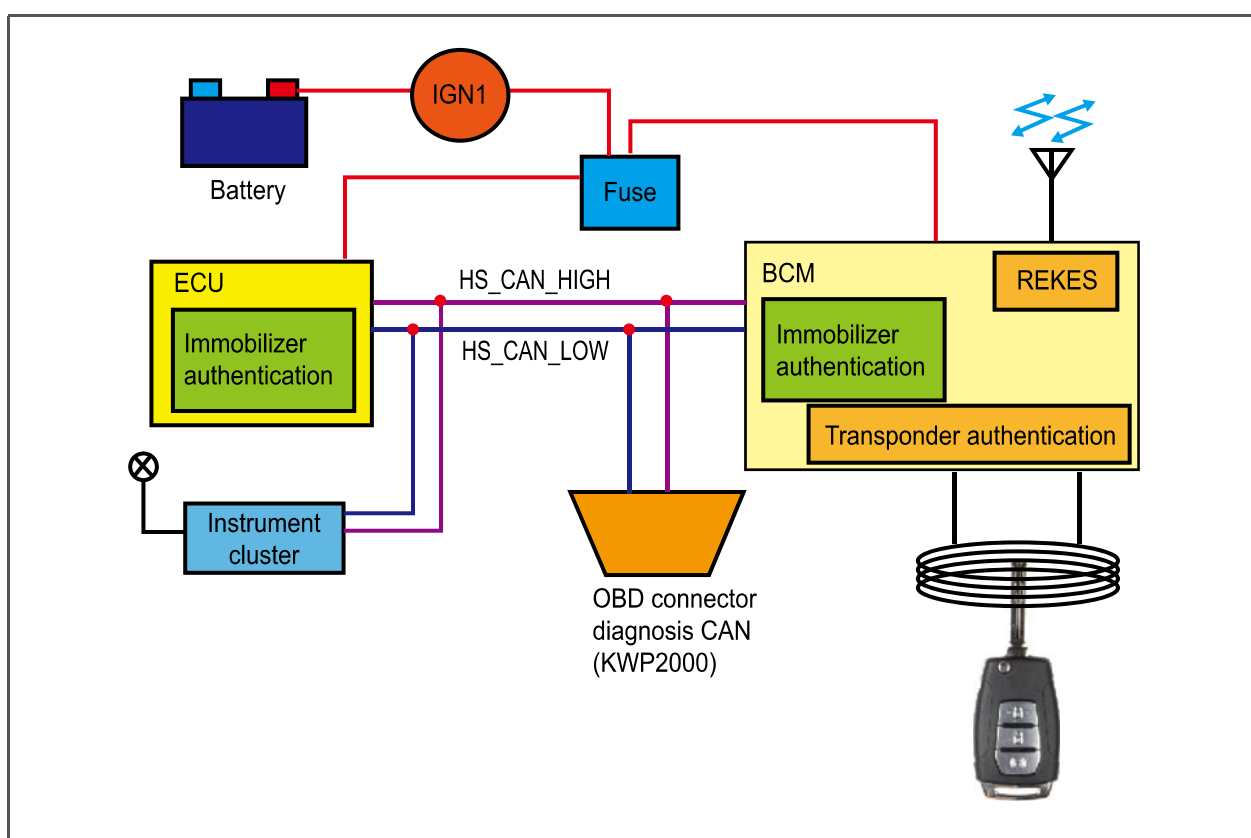 IGN1
Battery
Fuse
ECU
Immobilizer
authentication
HS_CAN_HIGH
HS_CAN_LOW
BCM
REKES
Immobilizer
authentication
Transponder authentication
Instrument
cluster
OBD connector
diagnosis CAN
(KWP2000)